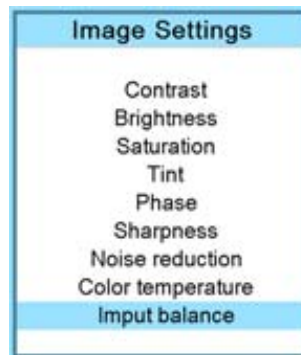 Image Settings
Contrast
Brightness
Saturation
Tint
Phase
Sharpness
Noise reduction
Color temperature
Imput balance